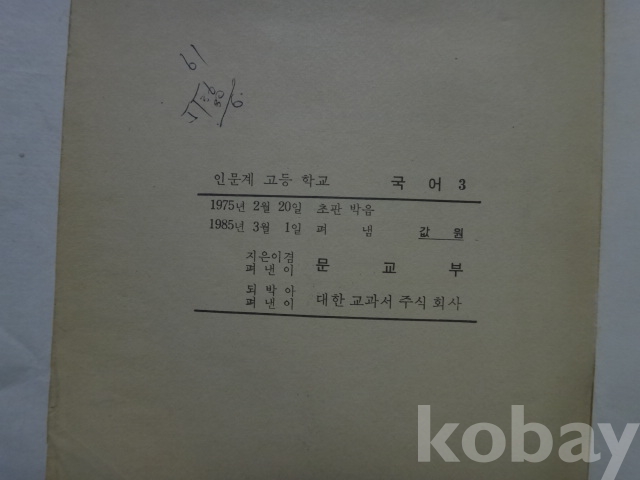 61
인문계 고등 학교 국 어 3
1975년 2월 20일 초판 박음
1985년 3월 1일 펴 냄 값 원
지은이겸
펴 낸 이 문 교 부
되 박 아
펴 낸 이 대한 교과서 주식 회사
kobay